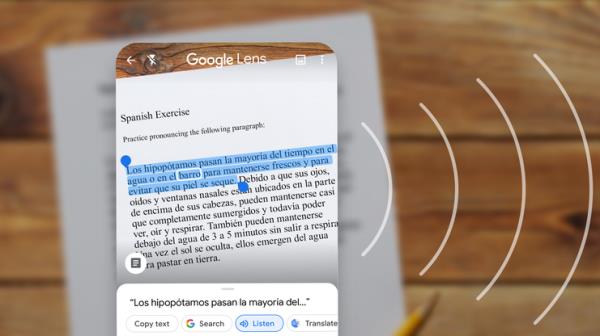 Google Lens
Spanish Exercise
Practice pronouncing the following paragraph:
Los hipopótamos pasan la mayoría del tiempo en el
agua o en el barro para mantenerse frescos y para
evitar que su piel se seque. Debido a que sus ojos,
oídos y ventanas nasales están ubicados en la parte
de encima de sus cabezas, pueden mantenerse casi
que completamente sumergidos y todavía poder
ver, oir y respirar. También pueden mantenerse
debajo del agua de 3 a 5 minutos sin salir a respirar
vez el sol se oculta, ellos emergen del agua
pastar en tierra.
"Los hipopótamos pasan la mayoría del..."
Copy text
Search
Listen
Translate